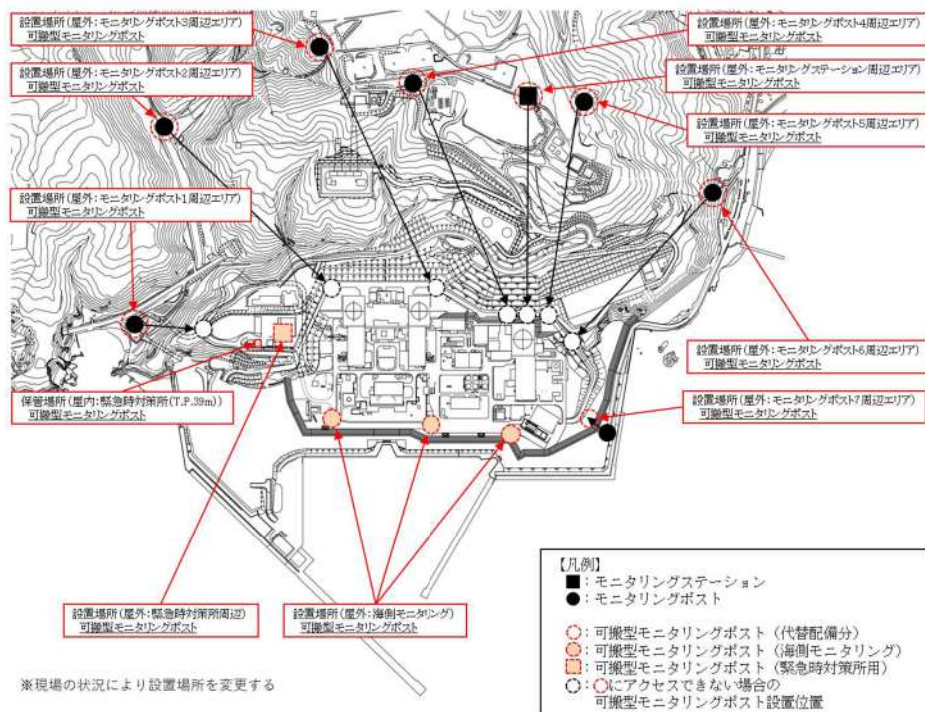 設置場所(屋外：モニタリングポスト3周辺エリア)
可搬型モニタリングポスト
設置場所(屋外：モニタリングポスト4周辺エリア)
可搬型モニタリングポスト
設置場所(屋外：モニタリングポスト2周辺エリア)
可搬型モニタリングポスト
設置場所(屋外：モニタリングステーション周辺エリア)
可搬型モニタリングポスト
設置場所(屋外：モニタリングポスト5周辺エリア)
可搬型モニタリングポスト
設置場所(屋外：モニタリングポスト1周辺エリア)
可搬型モニタリングポスト
設置場所(屋外：モニタリングポスト6周辺エリア)
可搬型モニタリングポスト
保管場所(屋内：緊急時対策所(T.P.39m))
可搬型モニタリングポスト
設置場所(屋外：モニタリングポスト7周辺エリア)
可搬型モニタリングポスト
設置場所(屋外：緊急時対策所周辺)
可搬型モニタリングポスト
設置場所(屋外：海側モニタリング)
可搬型モニタリングポスト
※現場の状況により設置場所を変更する
【凡例】
■：モニタリングステーション
●：モニタリングポスト
：可搬型モニタリングポスト（代替配備分）
：可搬型モニタリングポスト（海側モニタリング）
：可搬型モニタリングポスト（緊急時対策所用）
：◌にアクセスできない場合の
可搬型モニタリングポスト設置位置